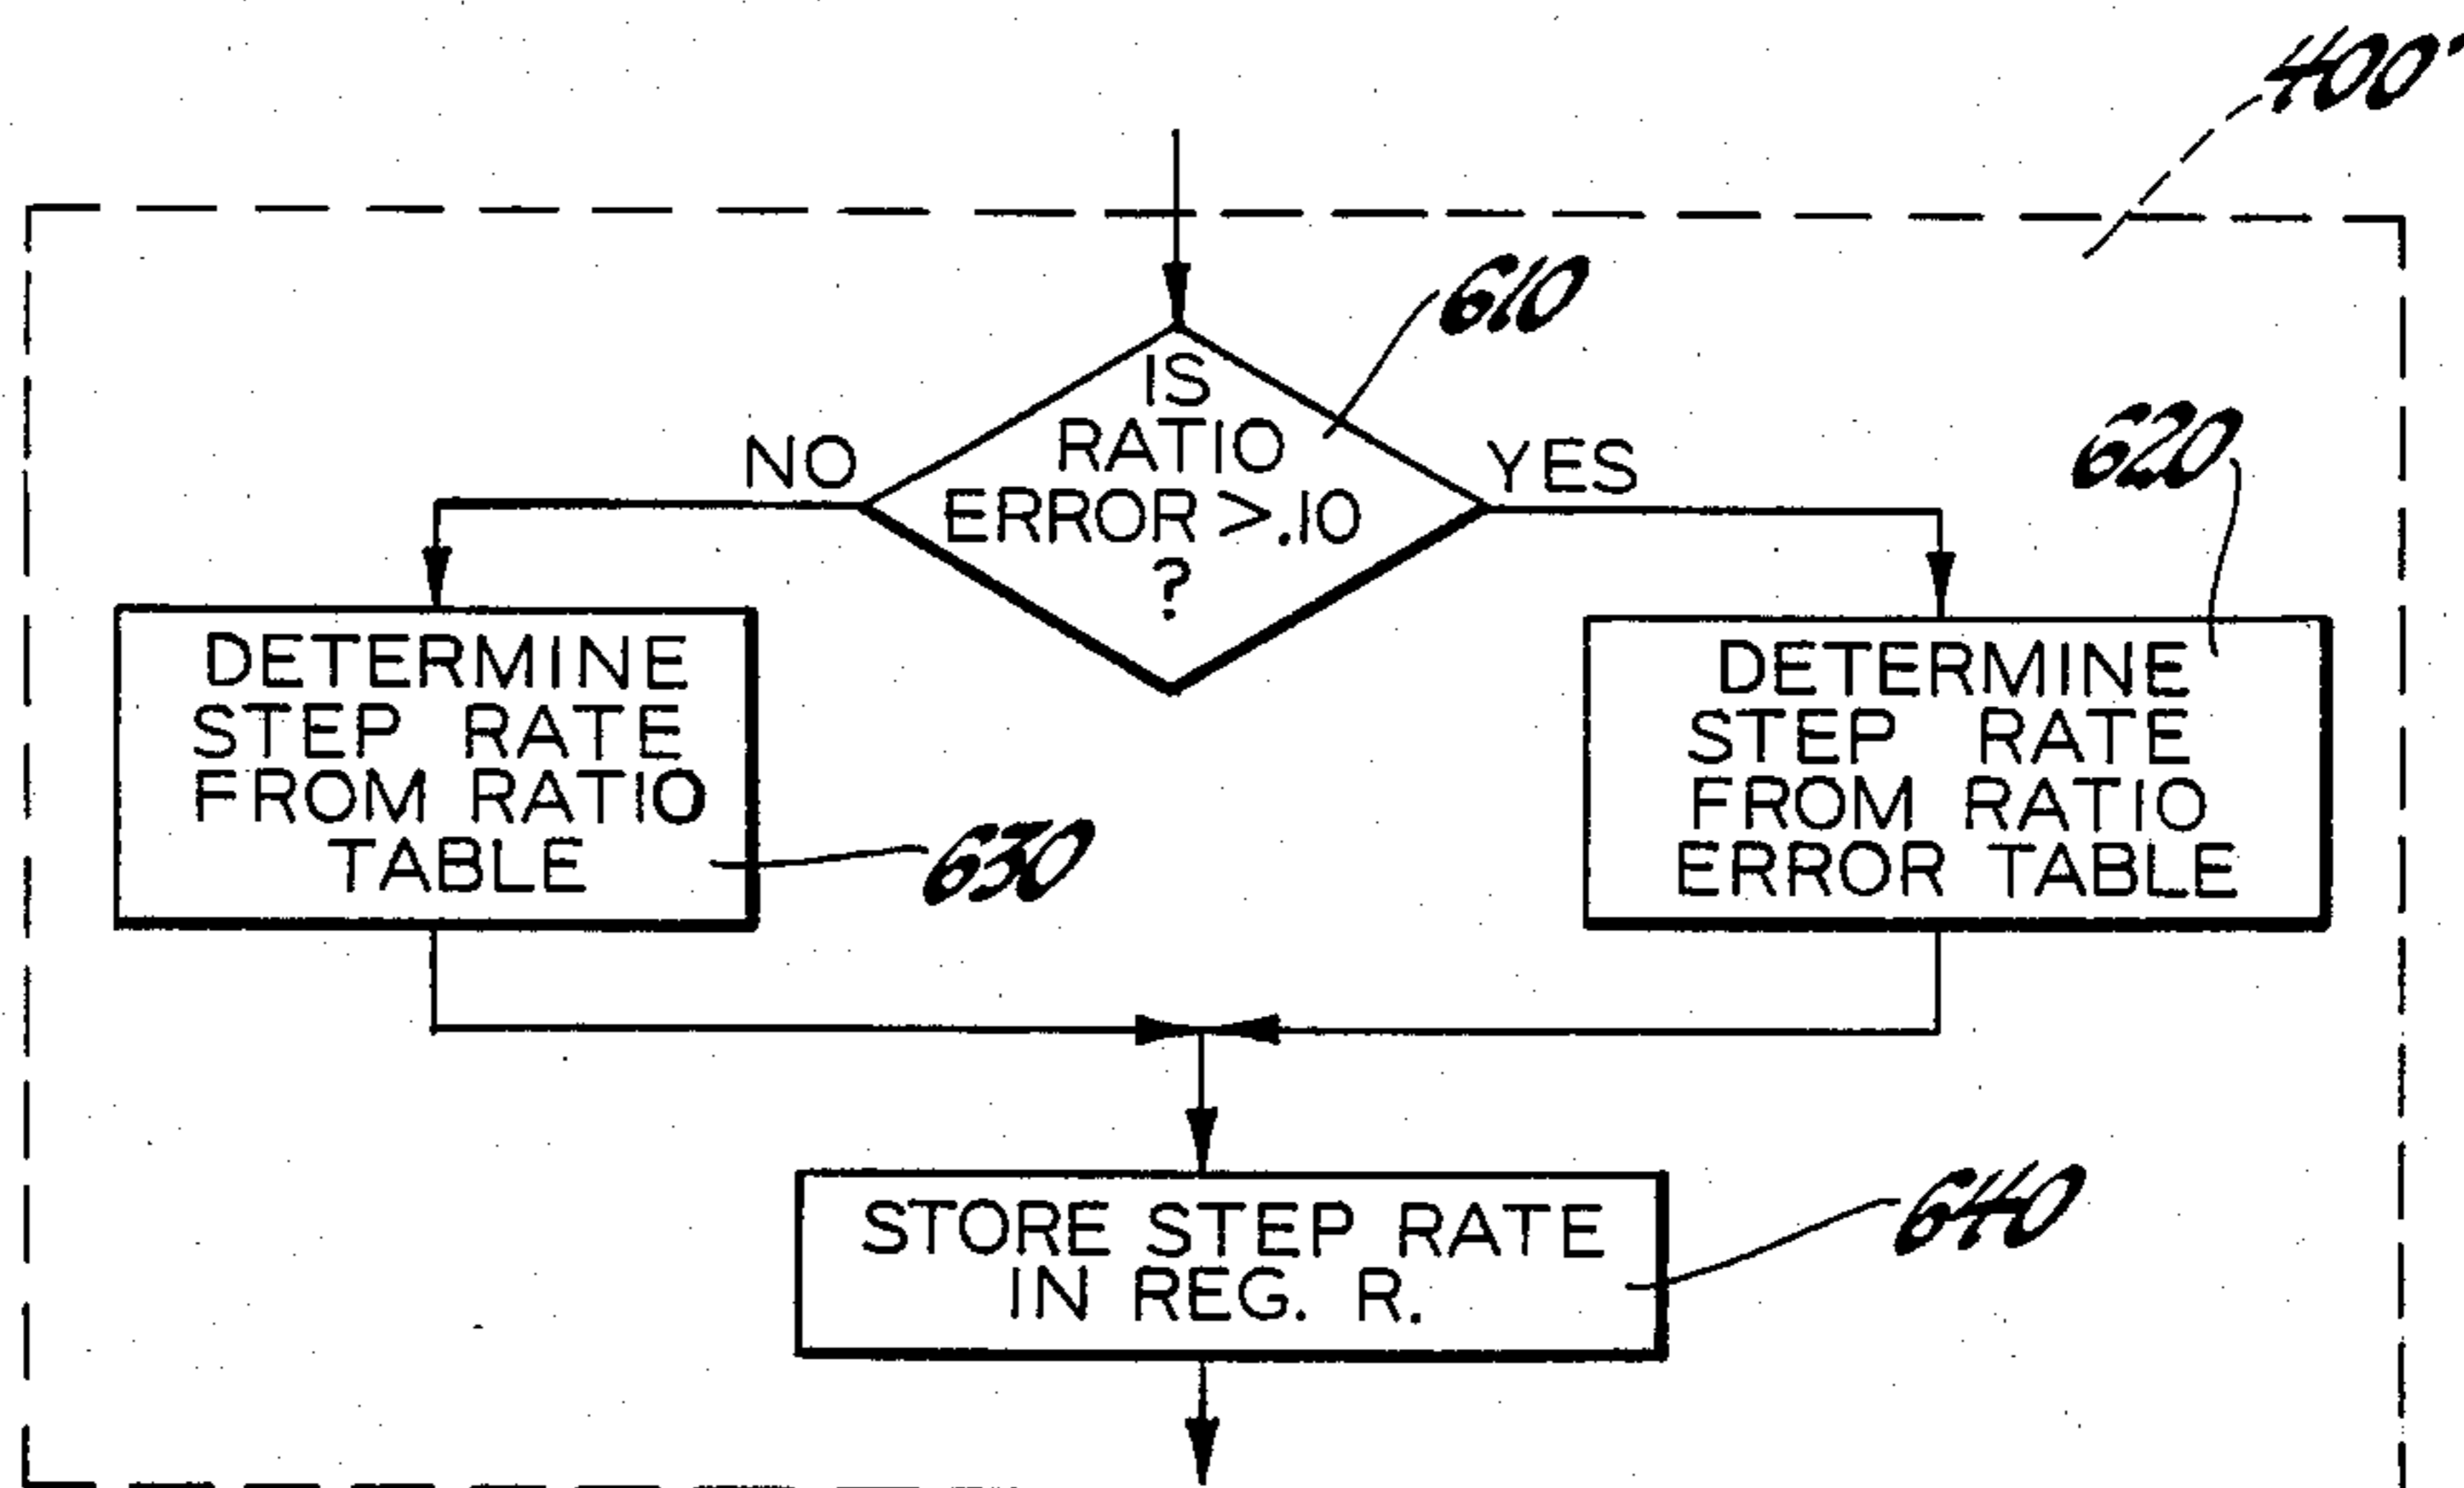 400'
610
IS
RATIO
ERROR >.10
?
NO
YES
620
DETERMINE
STEP RATE
FROM RATIO
TABLE
630
DETERMINE
STEP RATE
FROM RATIO
ERROR TABLE
STORE STEP RATE
IN REG. R.
640